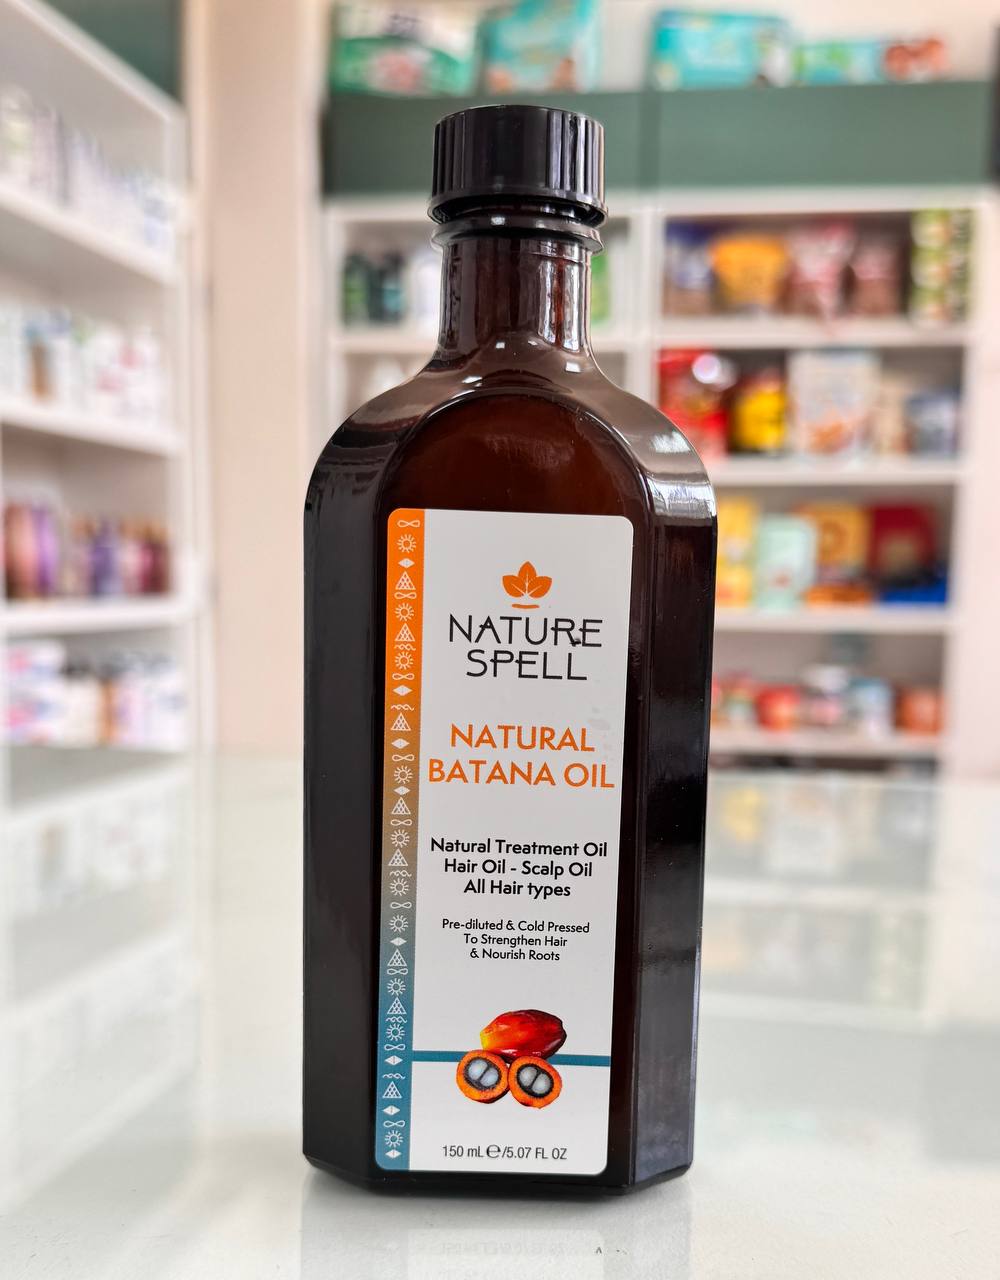 NATURE
SPELL
NATURAL
BATANA OIL
Natural Treatment Oil
Hair Oil - Scalp Oil
All Hair types
Pre-diluted & Cold Pressed
To Strengthen Hair
& Nourish Roots
150 mL ℮/5.07 FL OZ